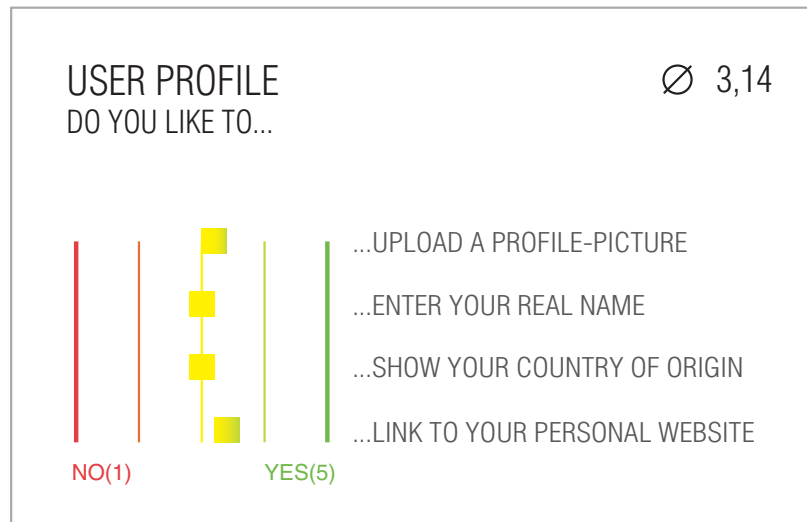 USER PROFILE
Ø 3,14
DO YOU LIKE TO...
...UPLOAD A PROFILE-PICTURE
...ENTER YOUR REAL NAME
...SHOW YOUR COUNTRY OF ORIGIN
...LINK TO YOUR PERSONAL WEBSITE
NO(1)
YES(5)